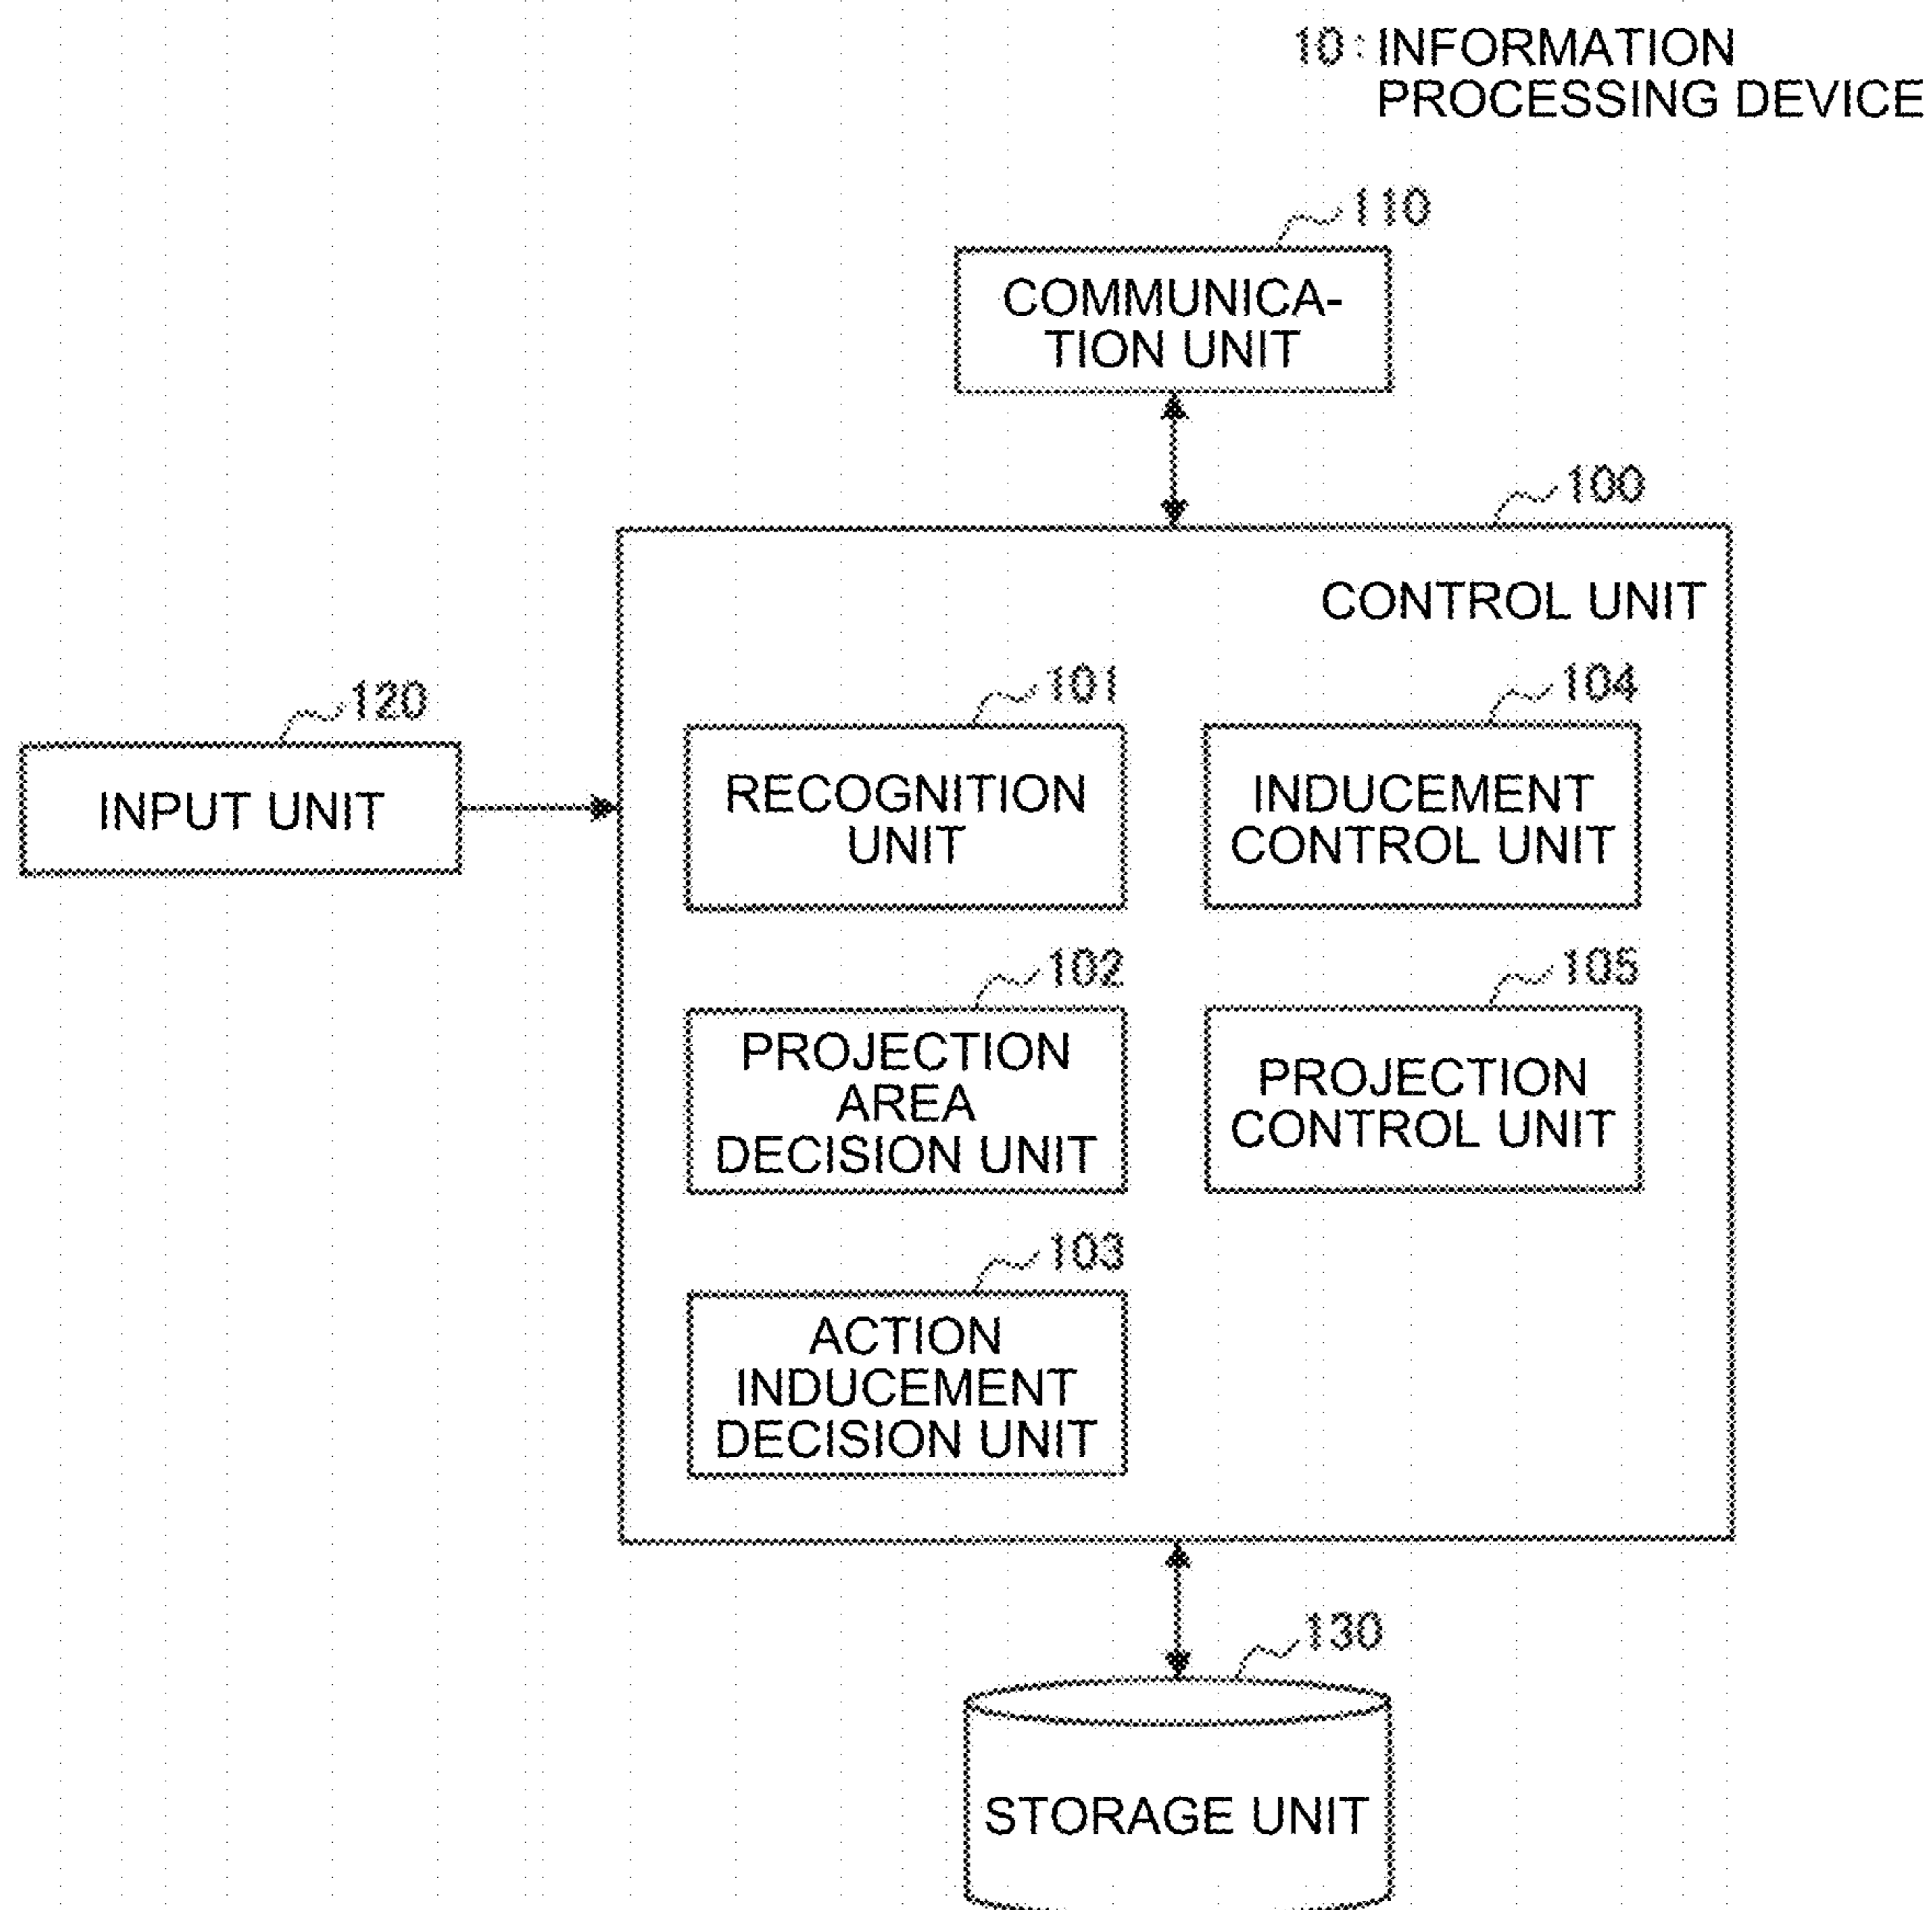 10 : INFORMATION
PROCESSING DEVICE
110
COMMUNICA-
TION UNIT
100
CONTROL UNIT
120
INPUT UNIT
101
RECOGNITION
UNIT
104
INDUCEMENT
CONTROL UNIT
102
PROJECTION
AREA
DECISION UNIT
105
PROJECTION
CONTROL UNIT
103
ACTION
INDUCEMENT
DECISION UNIT
130
STORAGE UNIT